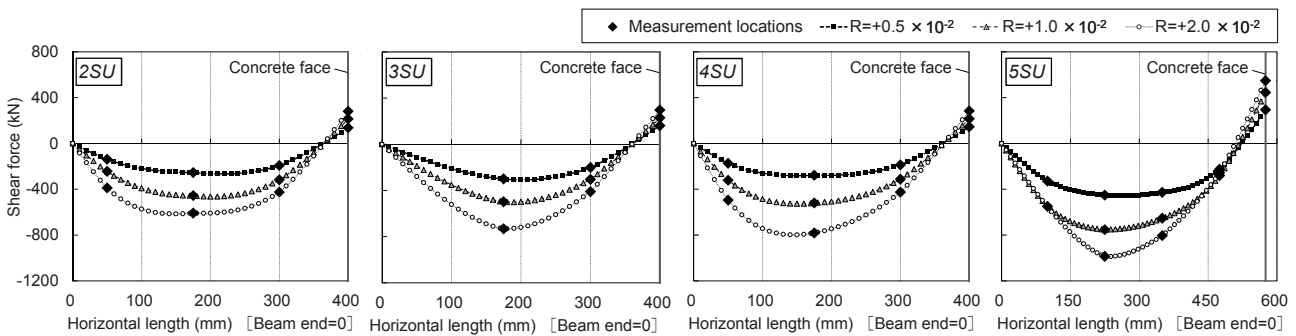 Measurement locations R=+0.5 × 10-2 R=+1.0 × 10-2 R=+2.0 × 10-2
Shear force (kN)
800
400
0
-400
-800
-1200
2SU
Concrete face
3SU
Concrete face
4SU
Concrete face
5SU
Concrete face
0 100 200 300 400
0 100 200 300 400
0 100 200 300 400
0 150 300 450 600
Horizontal length (mm) [Beam end=0]
Horizontal length (mm) [Beam end=0]
Horizontal length (mm) [Beam end=0]
Horizontal length (mm) [Beam end=0]